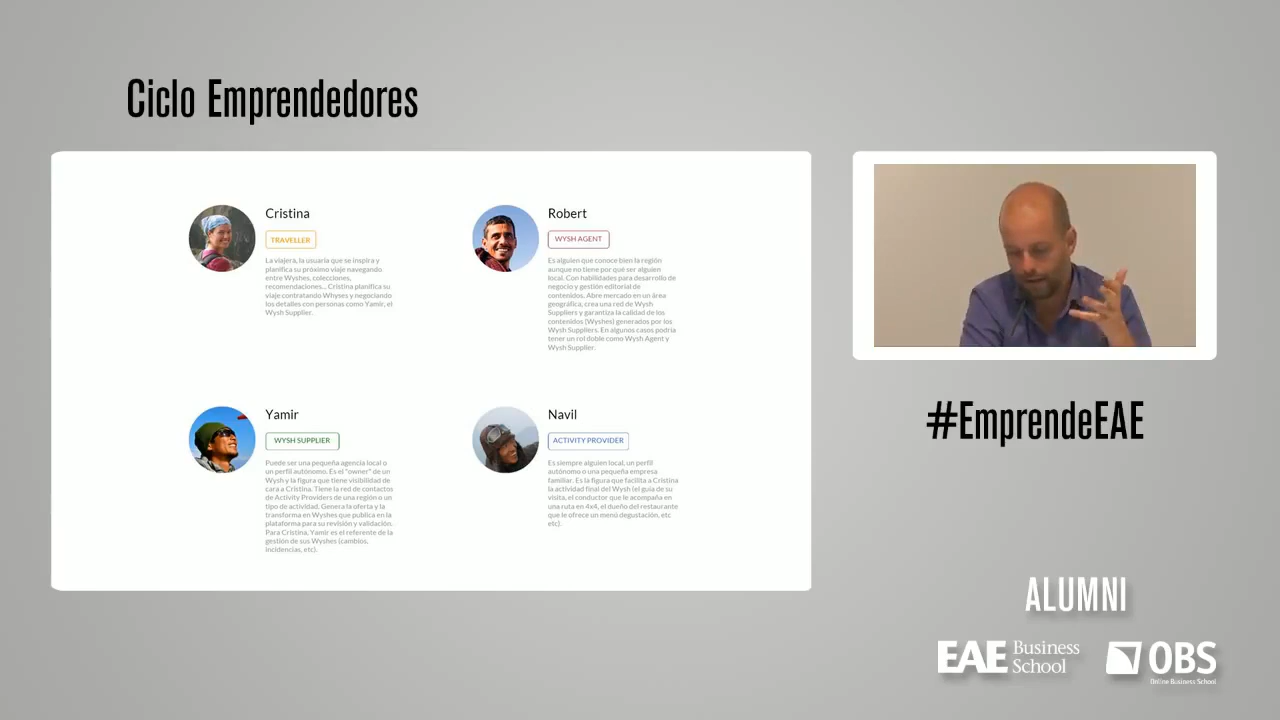 Ciclo Emprendedores
Cristina
TRAVELLER
La viajera, la usuaria que se inspira y
planifica su próximo viaje navegando
entre Wyshes, colecciones,
recomendaciones... Cristina planifica su
viaje contratando Whyses y negociando
los detalles con personas como Yamir, el
Wysh Supplier.
Robert
WYSH AGENT
Es alguien que conoce bien la región
aunque no tiene por qué ser alguien
local. Con habilidades para desarrollo de
negocio y gestión editorial de
contenidos. Abre mercado en un área
geográfica, crea una red de Wysh
Suppliers y garantiza la calidad de los
contenidos (Wyshes) generados por los
Wysh Suppliers. En algunos casos podría
tener un rol doble como Wysh Agent y
Wysh Supplier.
Yamir
WYSH SUPPLIER
Puede ser una pequeña agencia local o
un perfil autónomo. Es el "owner" de un
Wysh y la figura que tiene visibilidad de
cara a Cristina. Tiene la red de contactos
de Activity Providers de una región o un
tipo de actividad. Genera la oferta y la
transforma en Wyshes que publica en la
plataforma para su revisión y validación.
Para Cristina, Yamir es el referente de la
gestión de sus Wyshes (cambios,
incidencias, etc).
Navil
ACTIVITY PROVIDER
Es siempre alguien local, un perfil
autónomo o una pequeña empresa
familiar. Es la figura que facilita a Cristina
la actividad final del Wysh (el guía de su
visita, el conductor que le acompaña en
una ruta en 4x4, el dueño del restaurante
que le ofrece un menú degustación, etc
etc).
#EmprendeEAE
ALUMNI
EAE Business School
OBS
Online Business School